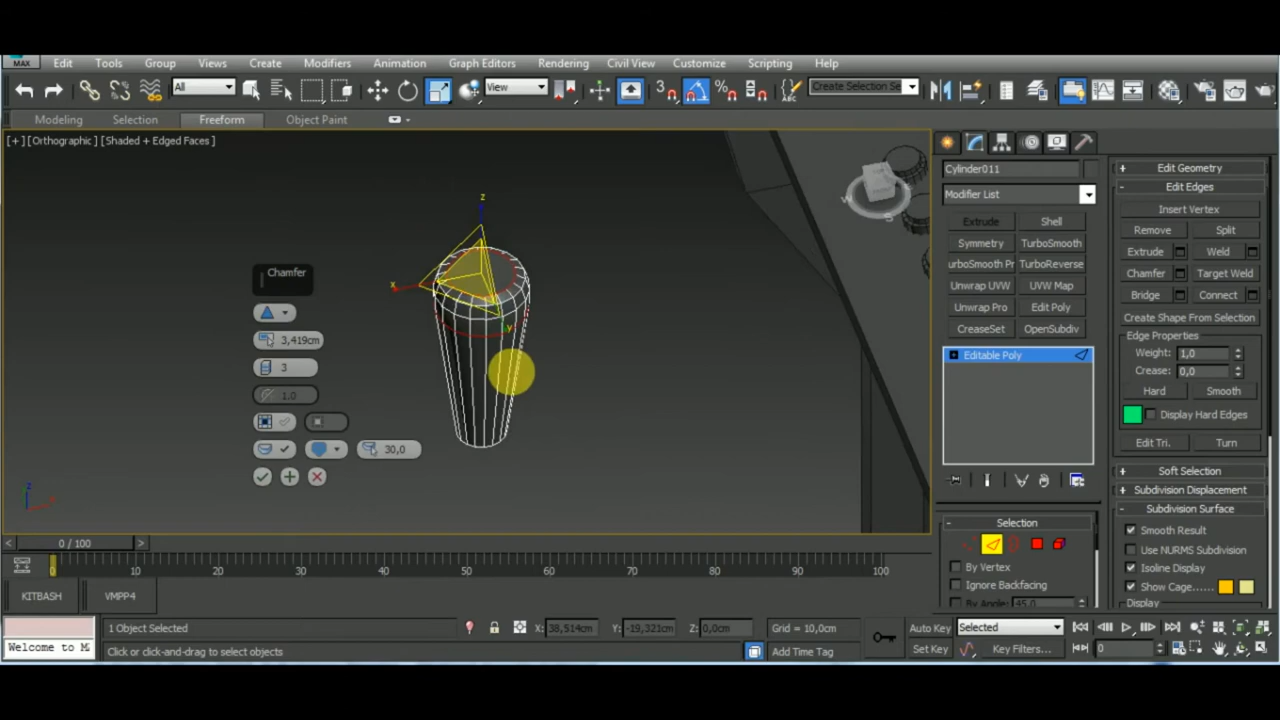 MAX Edit Tools Group Views Create Modifiers Animation Graph Editors Rendering Civil View Customize Scripting Help
All View 3 Create Selection Se
Modeling Selection Freeform Object Paint
[+] [Orthographic] [Shaded + Edged Faces]
Cylinder011
Modifier List
Extrude Shell
Symmetry TurboSmooth
urboSmooth Pr TurboReverse
Unwrap UVW UVW Map
Unwrap Pro Edit Poly
CreaseSet OpenSubdiv
Editable Poly
Selection
By Vertex
Ignore Backfacing
By Angle: 45,0
Edit Geometry
Edit Edges
Insert Vertex
Remove Split
Extrude Weld
Chamfer Target Weld
Bridge Connect
Create Shape From Selection
Edge Properties
Weight: 1,0
Crease: 0,0
Hard Smooth
Display Hard Edges
Edit Tri. Turn
Soft Selection
Subdivision Displacement
Subdivision Surface
Smooth Result
Use NURMS Subdivision
Isoline Display
Show Cage......
Display
z
x
y
W
S
Chamfer
3,419cm
3
1.0
30,0
z
< 0 / 100 >
0 10 20 30 40 50 60 70 80 90 100
KITBASH VMPP4
1 Object Selected X: 38,514cm Y: -19,321cm Z: 0,0cm Grid = 10,0cm Auto Key Selected
Welcome to M Click or click-and-drag to select objects Add Time Tag Set Key Key Filters... 0